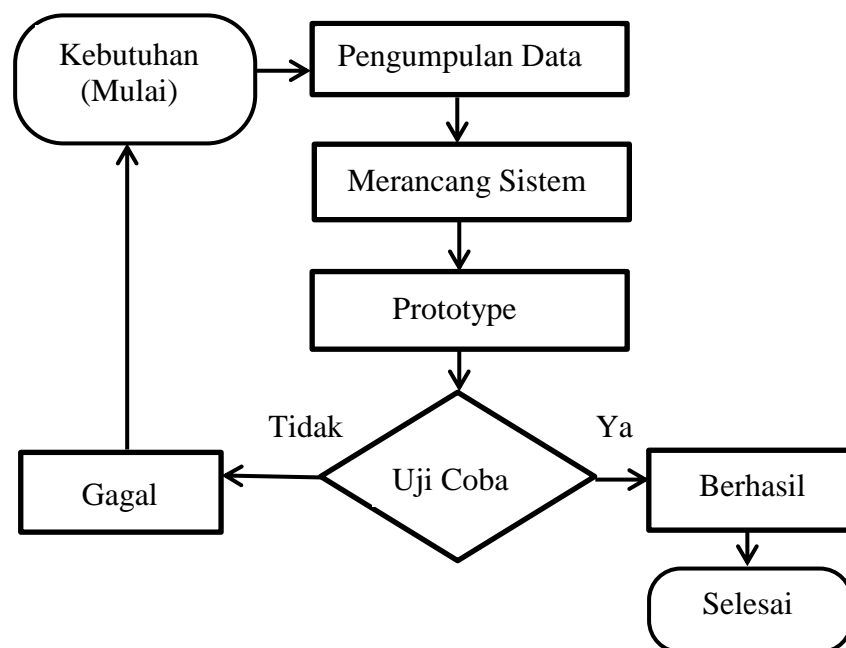 Kebutuhan
(Mulai)
Pengumpulan Data
Merancang Sistem
Prototype
Tidak
Ya
Uji Coba
Gagal
Berhasil
Selesai